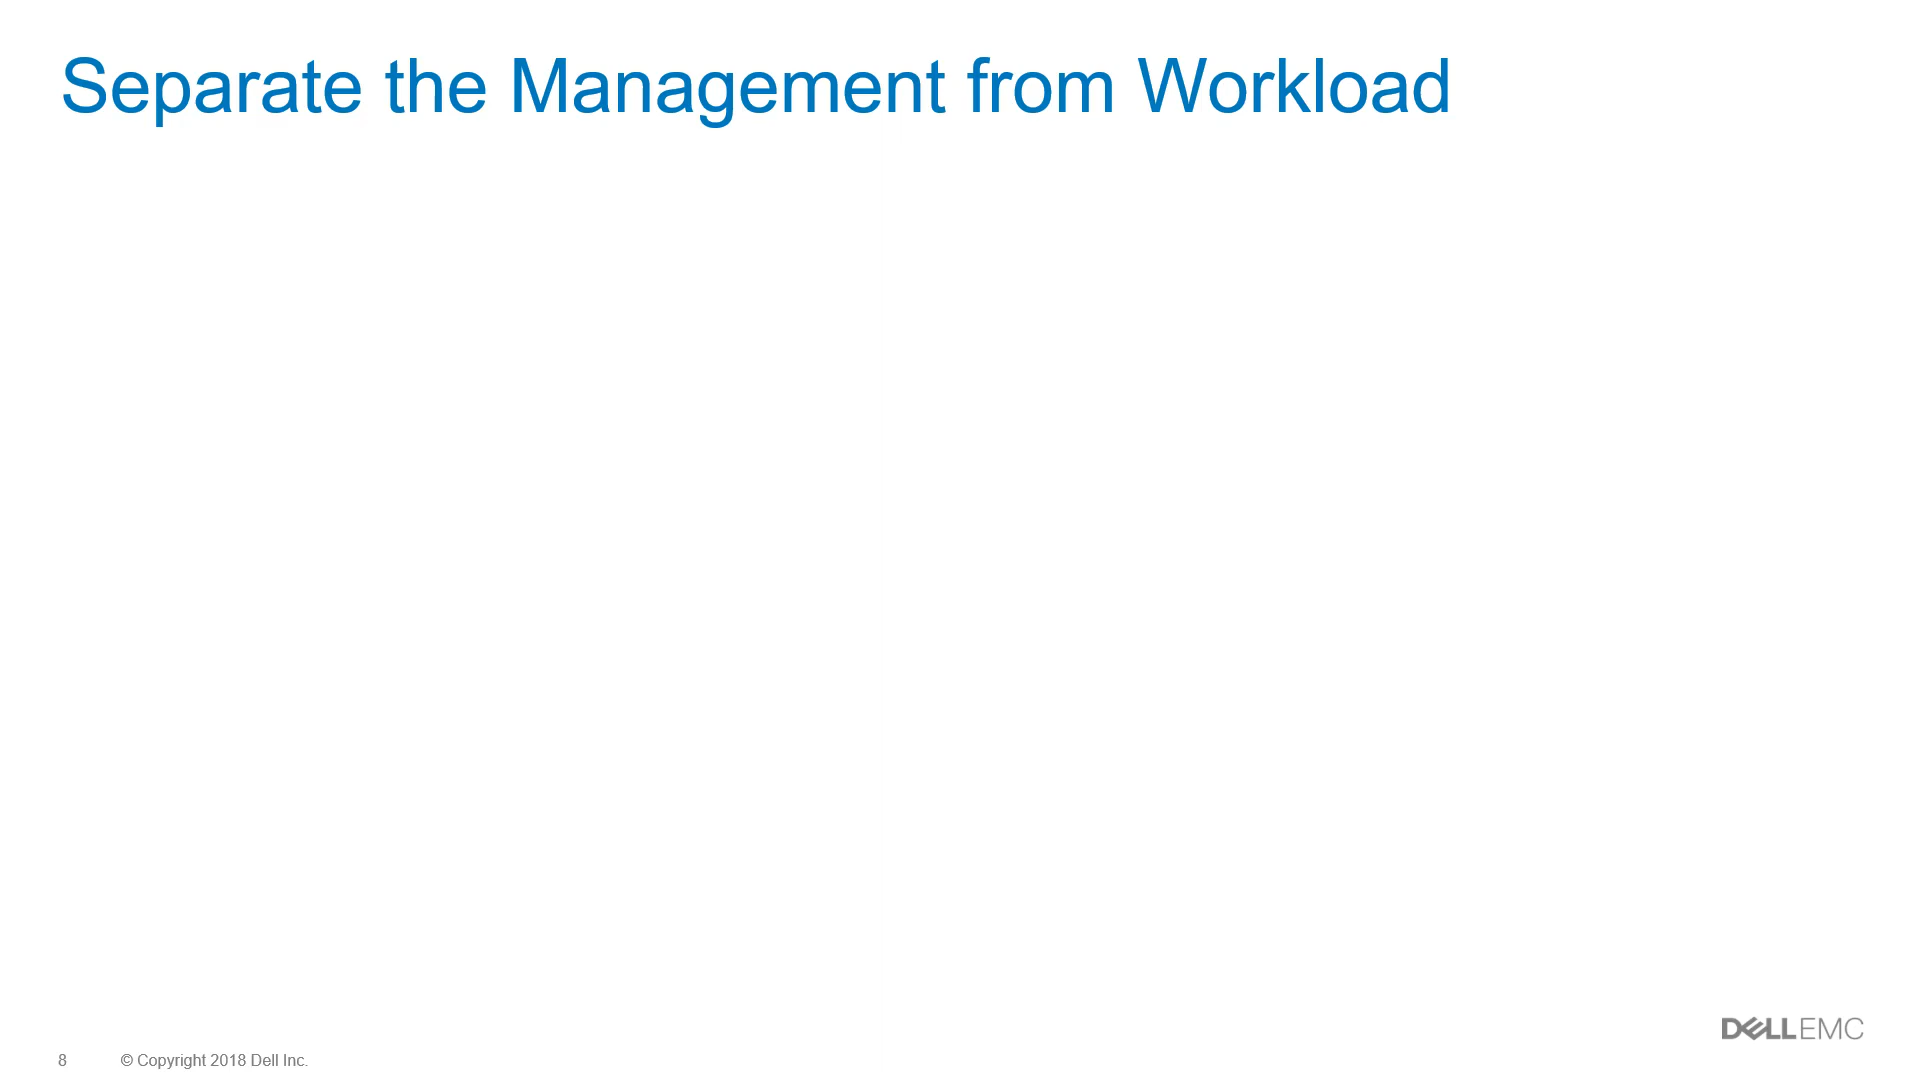 Separate the Management from Workload
DELLEMC
8 © Copyright 2018 Dell Inc.